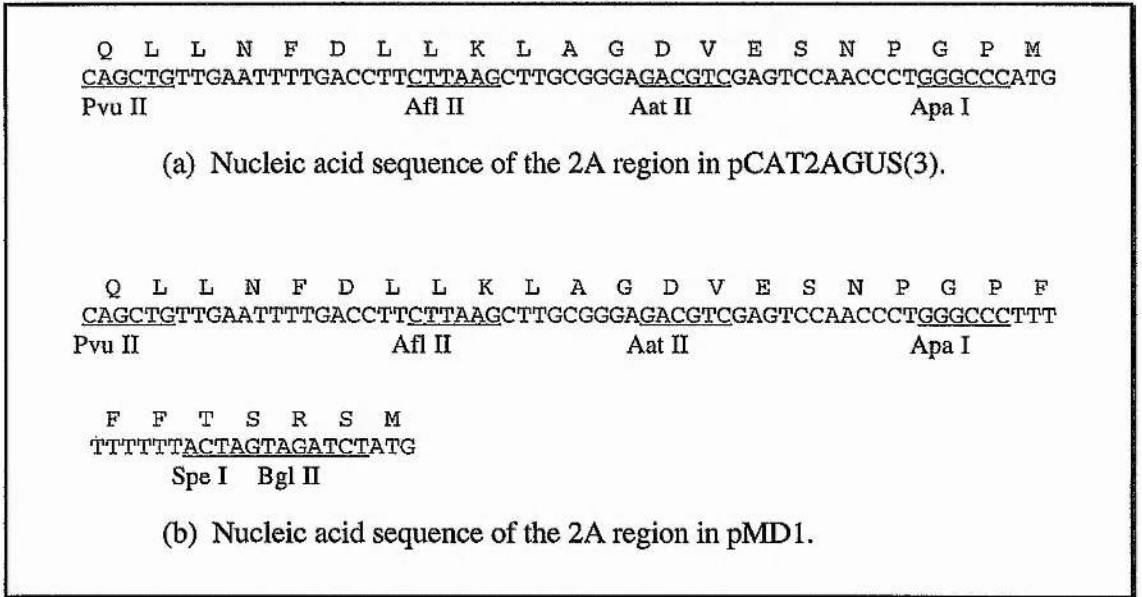 Q L L N F D L L K L A G D V E S N P G P M
CAGCTGTTGAATTTTGACCTTCTTAAGCTTGCGGGAGACGTCGAGTCCAACCCTGGGCCCATG
Pvu II Afl II Aat II Apa I
(a) Nucleic acid sequence of the 2A region in pCAT2AGUS(3).
Q L L N F D L L K L A G D V E S N P G P F
CAGCTGTTGAATTTTGACCTTCTTAAGCTTGCGGGAGACGTCGAGTCCAACCCTGGGCCCTTT
Pvu II Afl II Aat II Apa I
F F T S R S M
TTTTTTACTAGTAGATCTATG
Spe I Bgl II
(b) Nucleic acid sequence of the 2A region in pMD1.